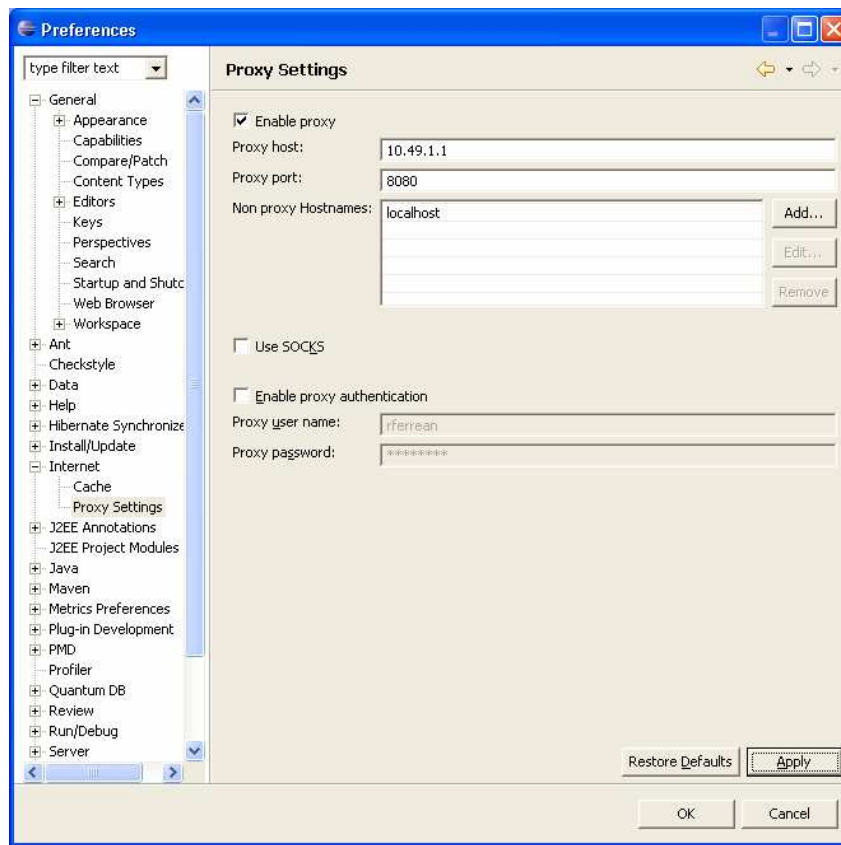 Preferences
type filter text
Proxy Settings
General
Appearance
Capabilities
Compare/Patch
Content Types
Editors
Keys
Perspectives
Search
Startup and Shutc
Web Browser
Workspace
Ant
Checkstyle
Data
Help
Hibernate Synchronize
Install/Update
Internet
Cache
Proxy Settings
J2EE Annotations
J2EE Project Modules
Java
Maven
Metrics Preferences
Plug-in Development
PMD
Profiler
Quantum DB
Review
Run/Debug
Server
Enable proxy
Proxy host: 10.49.1.1
Proxy port: 8080
Non proxy Hostnames: localhost
Add...
Edit...
Remove
Use SOCKS
Enable proxy authentication
Proxy user name: rferrean
Proxy password: ********
Restore Defaults Apply
OK Cancel